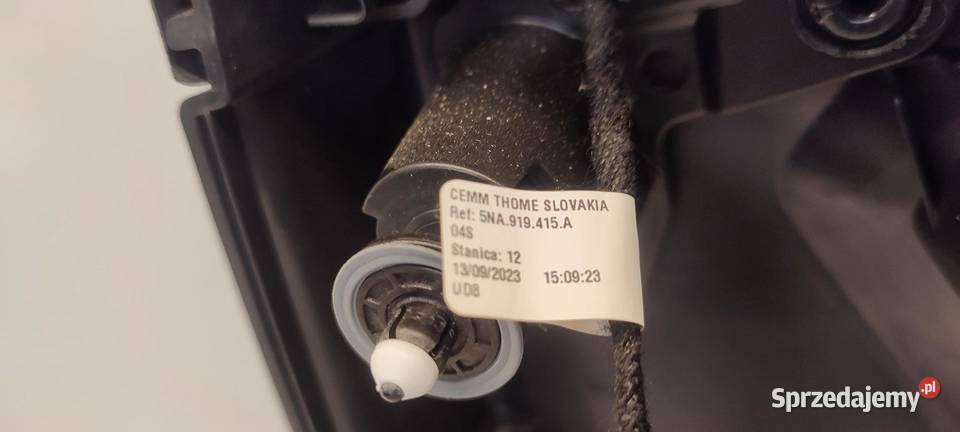 CEMM THOME SLOVAKIA
Ref: 5NA.919.415.A
04S
Stanica: 12
13/09/2023 15:09:23
UD8
Sprzedajemy.pl